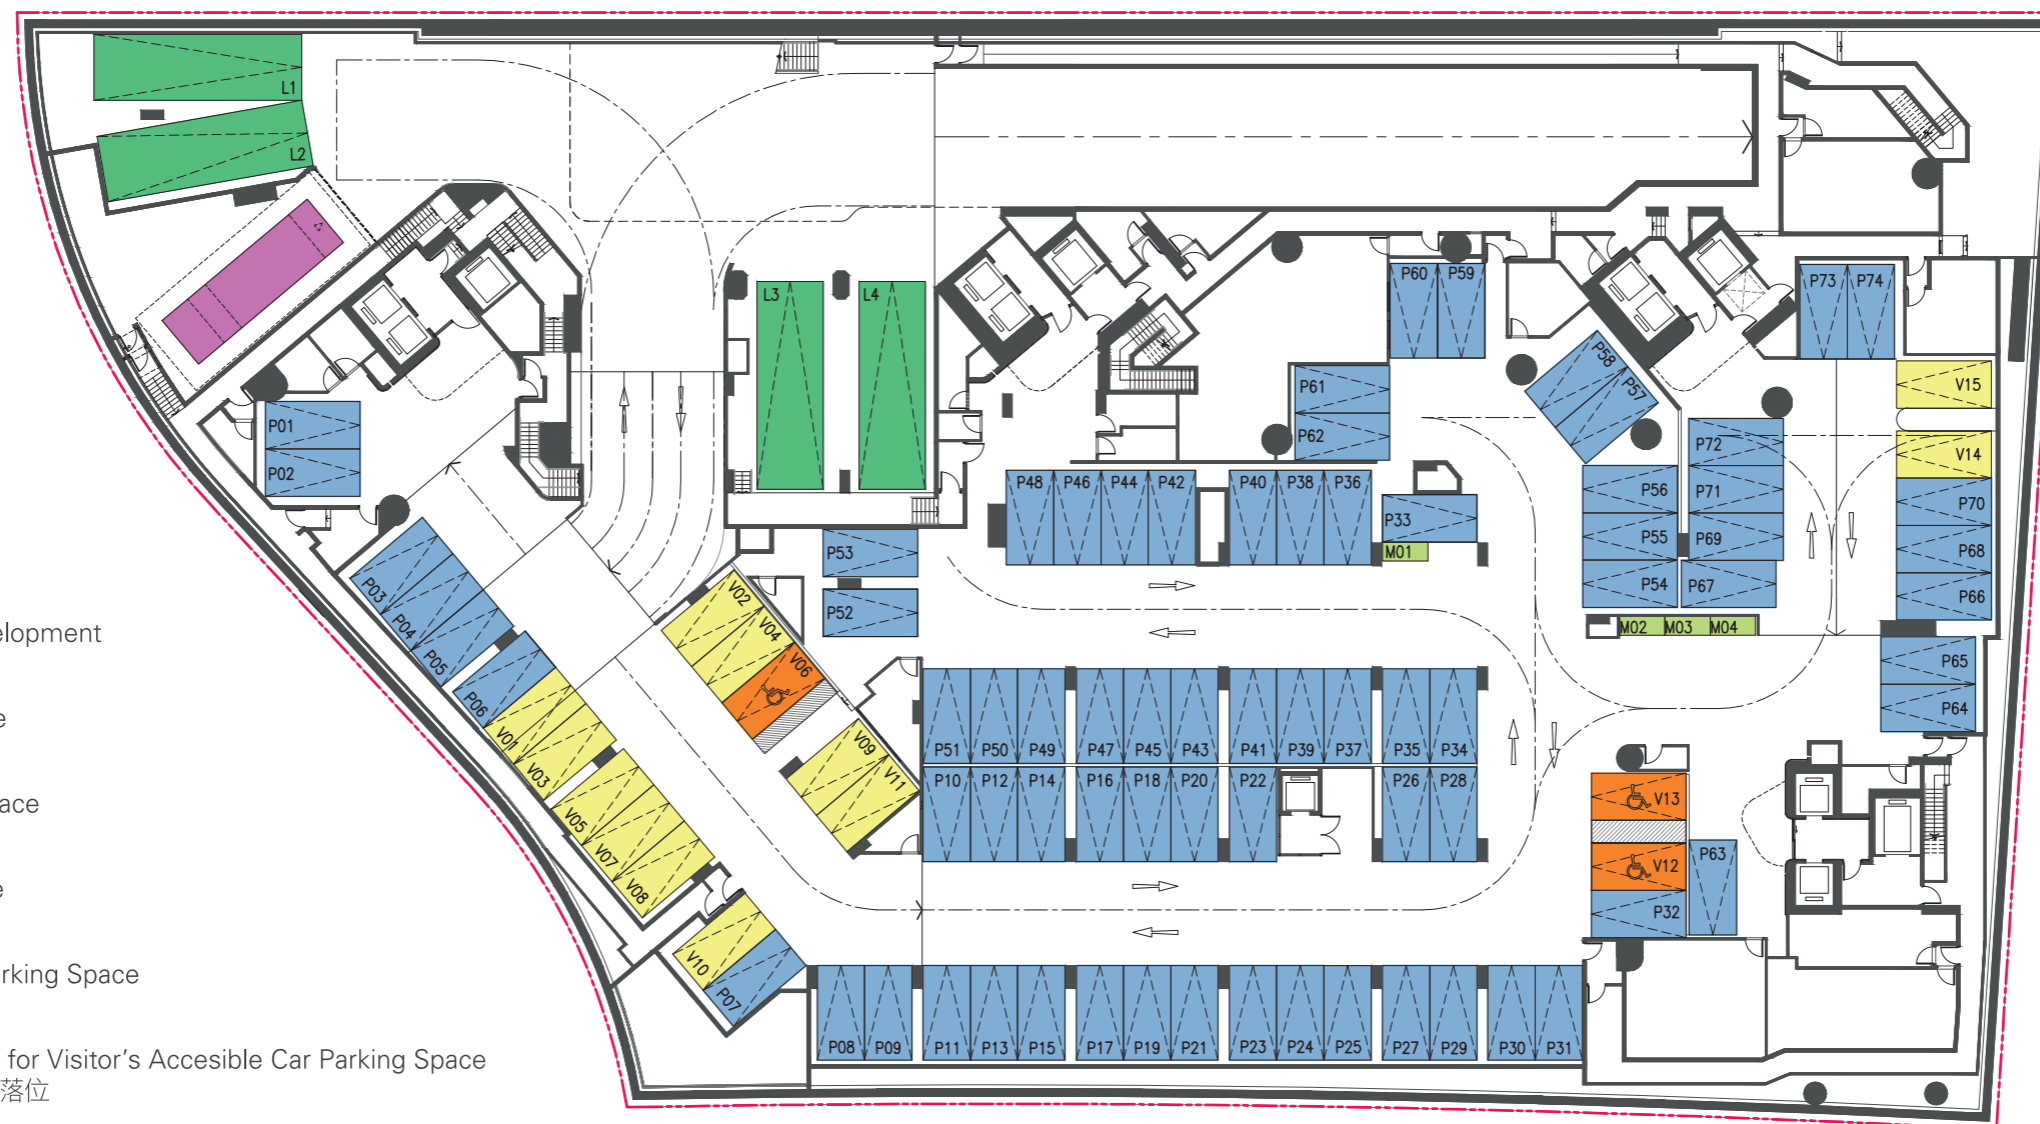 L1
L2
L3
L4
P60
P59
P73
P74
P58
P57
V15
P61
P62
P01
P02
P72
V14
P48
P46
P44
P42
P40
P38
P36
P33
P56
P71
P70
M01
P53
P55
P69
P68
P03
P04
P05
P52
P54
P67
P66
V02
V04
V06
M02
M03
M04
elopment
P06
V01
V03
P65
P64
e
V09
V11
P51
P50
P49
P47
P45
P43
P41
P39
P37
P35
P34
P10
P12
P14
P16
P18
P20
P22
P26
P28
ace
V05
V07
V08
V13
V12
P63
P32
e
V10
P07
rking Space
P08
P09
P11
P13
P15
P17
P19
P21
P23
P24
P25
P27
P29
P30
P31
for Visitor's Accesible Car Parking Space
落位